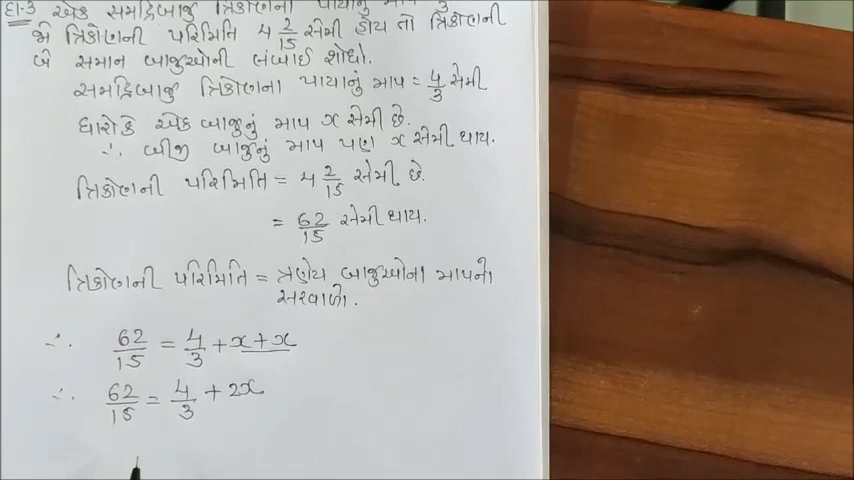 દા-3 એક સમદ્વિબાજુ ત્રિકોણના પાયાનું માપ 3
જો ત્રિકોણની પરિમિતિ 4 2/15 સેમી હોય તો ત્રિકોણની
બે સમાન બાજુઓની લંબાઈ શોધો.
સમદ્વિબાજુ ત્રિકોણના પાયાનું માપ = 4/3 સેમી
ધારોકે એક બાજુનું માપ x સેમી છે.
∴ બીજી બાજુનું માપ પણ x સેમી થાય.
ત્રિકોણની પરિમિતિ = 4 2/15 સેમી છે.
= 62/15 સેમી થાય.
ત્રિકોણની પરિમિતિ = ત્રણેય બાજુઓના માપનો
સરવાળો.
∴ 62/15 = 4/3 + x + x
∴ 62/15 = 4/3 + 2x